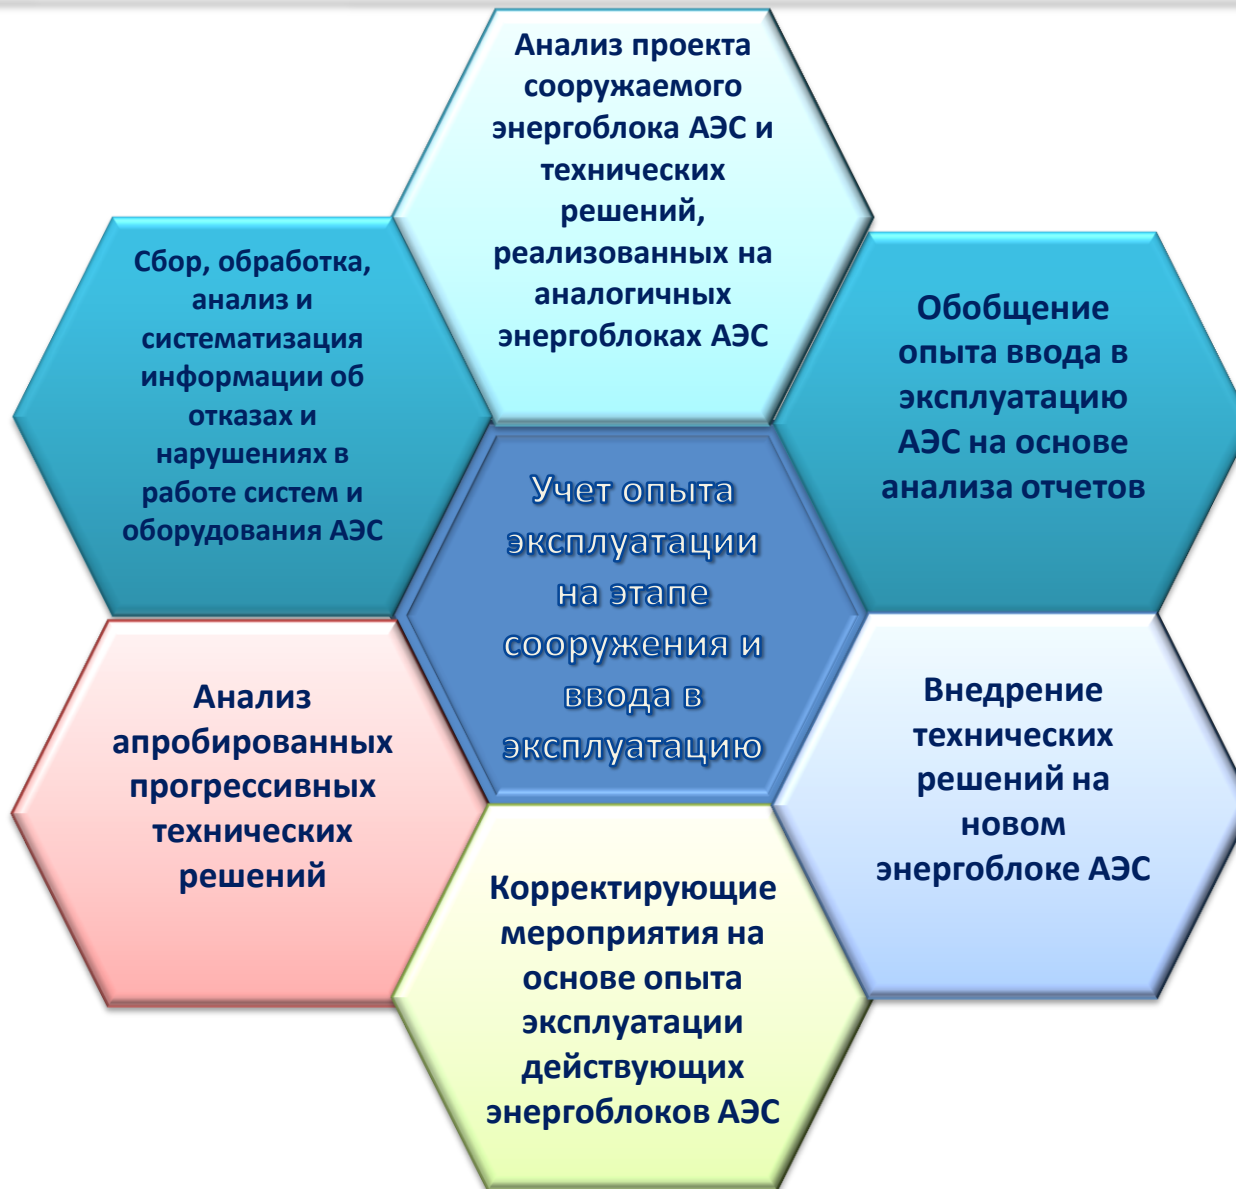 Анализ проекта
сооружаемого
энергоблока АЭС и
технических
решений,
реализованных на
аналогичных
энергоблоках АЭС
Сбор, обработка,
анализ и
систематизация
информации об
отказах и
нарушениях в
работе систем и
оборудования АЭС
Обобщение
опыта ввода в
эксплуатацию
АЭС на основе
анализа отчетов
Учет опыта
эксплуатации
на этапе
сооружения и
ввода в
эксплуатацию
Анализ
апробированных
прогрессивных
технических
решений
Внедрение
технических
решений на
новом
энергоблоке АЭС
Корректирующие
мероприятия на
основе опыта
эксплуатации
действующих
энергоблоков АЭС